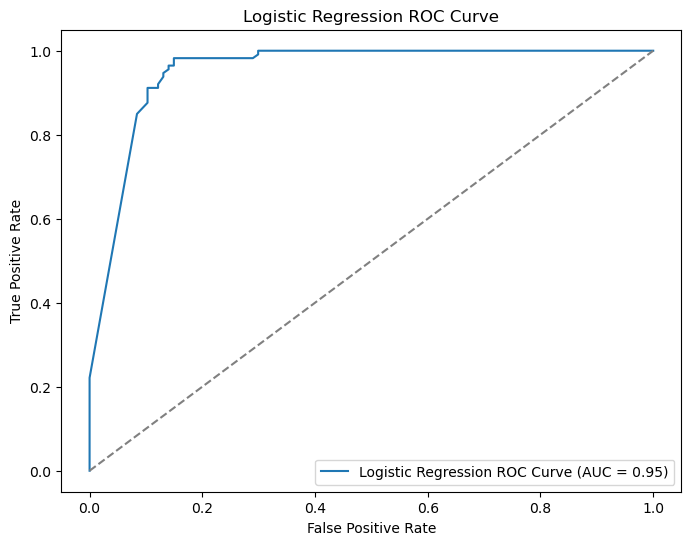 Logistic Regression ROC Curve
True Positive Rate
1.0
0.8
0.6
0.4
0.2
0.0
Logistic Regression ROC Curve (AUC = 0.95)
0.0 0.2 0.4 0.6 0.8 1.0
False Positive Rate